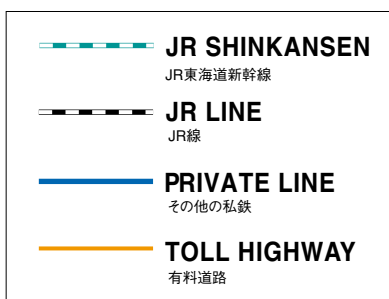 JR SHINKANSEN
JR東海道新幹線
JR LINE
JR線
PRIVATE LINE
その他の私鉄
TOLL HIGHWAY
有料道路